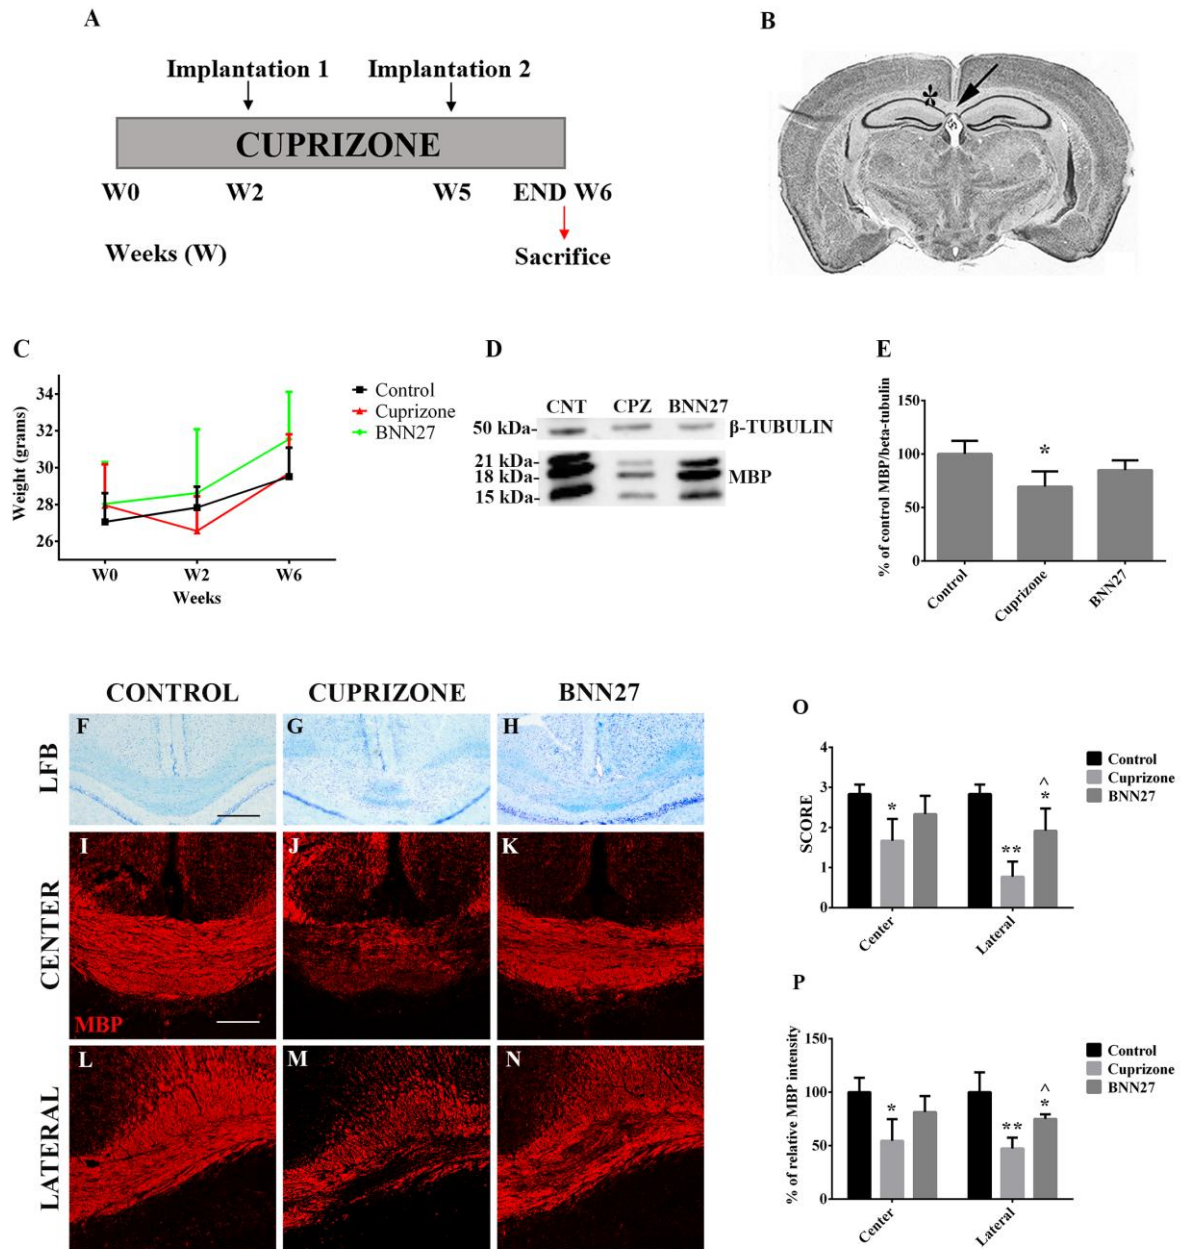 A
Implantation 1 Implantation 2
CUPRIZONE
W0 W2 W5 END W6
Weeks (W) Sacrifice
B
*
C
Weight (grams)
34
32
30
28
26
W0 W2 W6
Weeks
Control
Cuprizone
BNN27
D
CNT CPZ BNN27
50 kDa- β-TUBULIN
21 kDa-
18 kDa- MBP
15 kDa-
E
% of control MBP/beta-tubulin
150
100
50
0
*
Control Cuprizone BNN27
CONTROL CUPRIZONE BNN27
LFB
F G H
CENTER
I J K
MBP
LATERAL
L M N
O
SCORE
4
3
2
1
0
* ** ^ *
Center Lateral
Control
Cuprizone
BNN27
P
% of relative MBP intensity
150
100
50
0
* ** ^ *
Center Lateral
Control
Cuprizone
BNN27